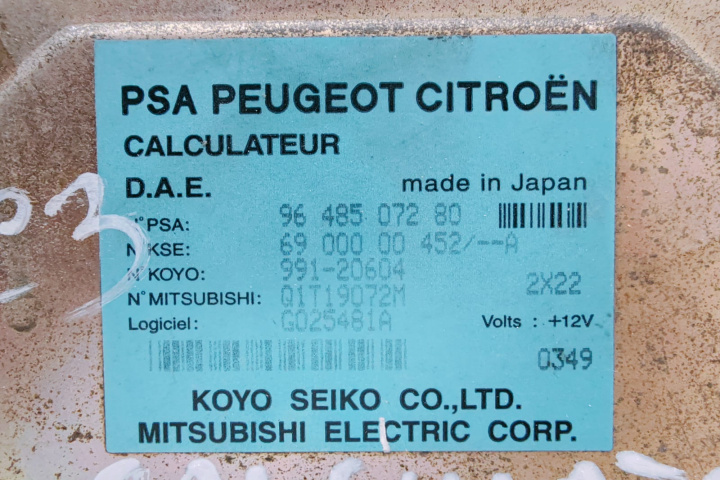 PSA PEUGEOT CITROËN
CALCULATEUR
D.A.E. made in Japan
N° PSA: 96 485 072 80
N° KSE: 69 000 00 452/--A
N° KOYO: 991-20604
N° MITSUBISHI: Q1T19072M 2X22
Logiciel: G025481A Volts : +12V
0349
KOYO SEIKO CO.,LTD.
MITSUBISHI ELECTRIC CORP.
03